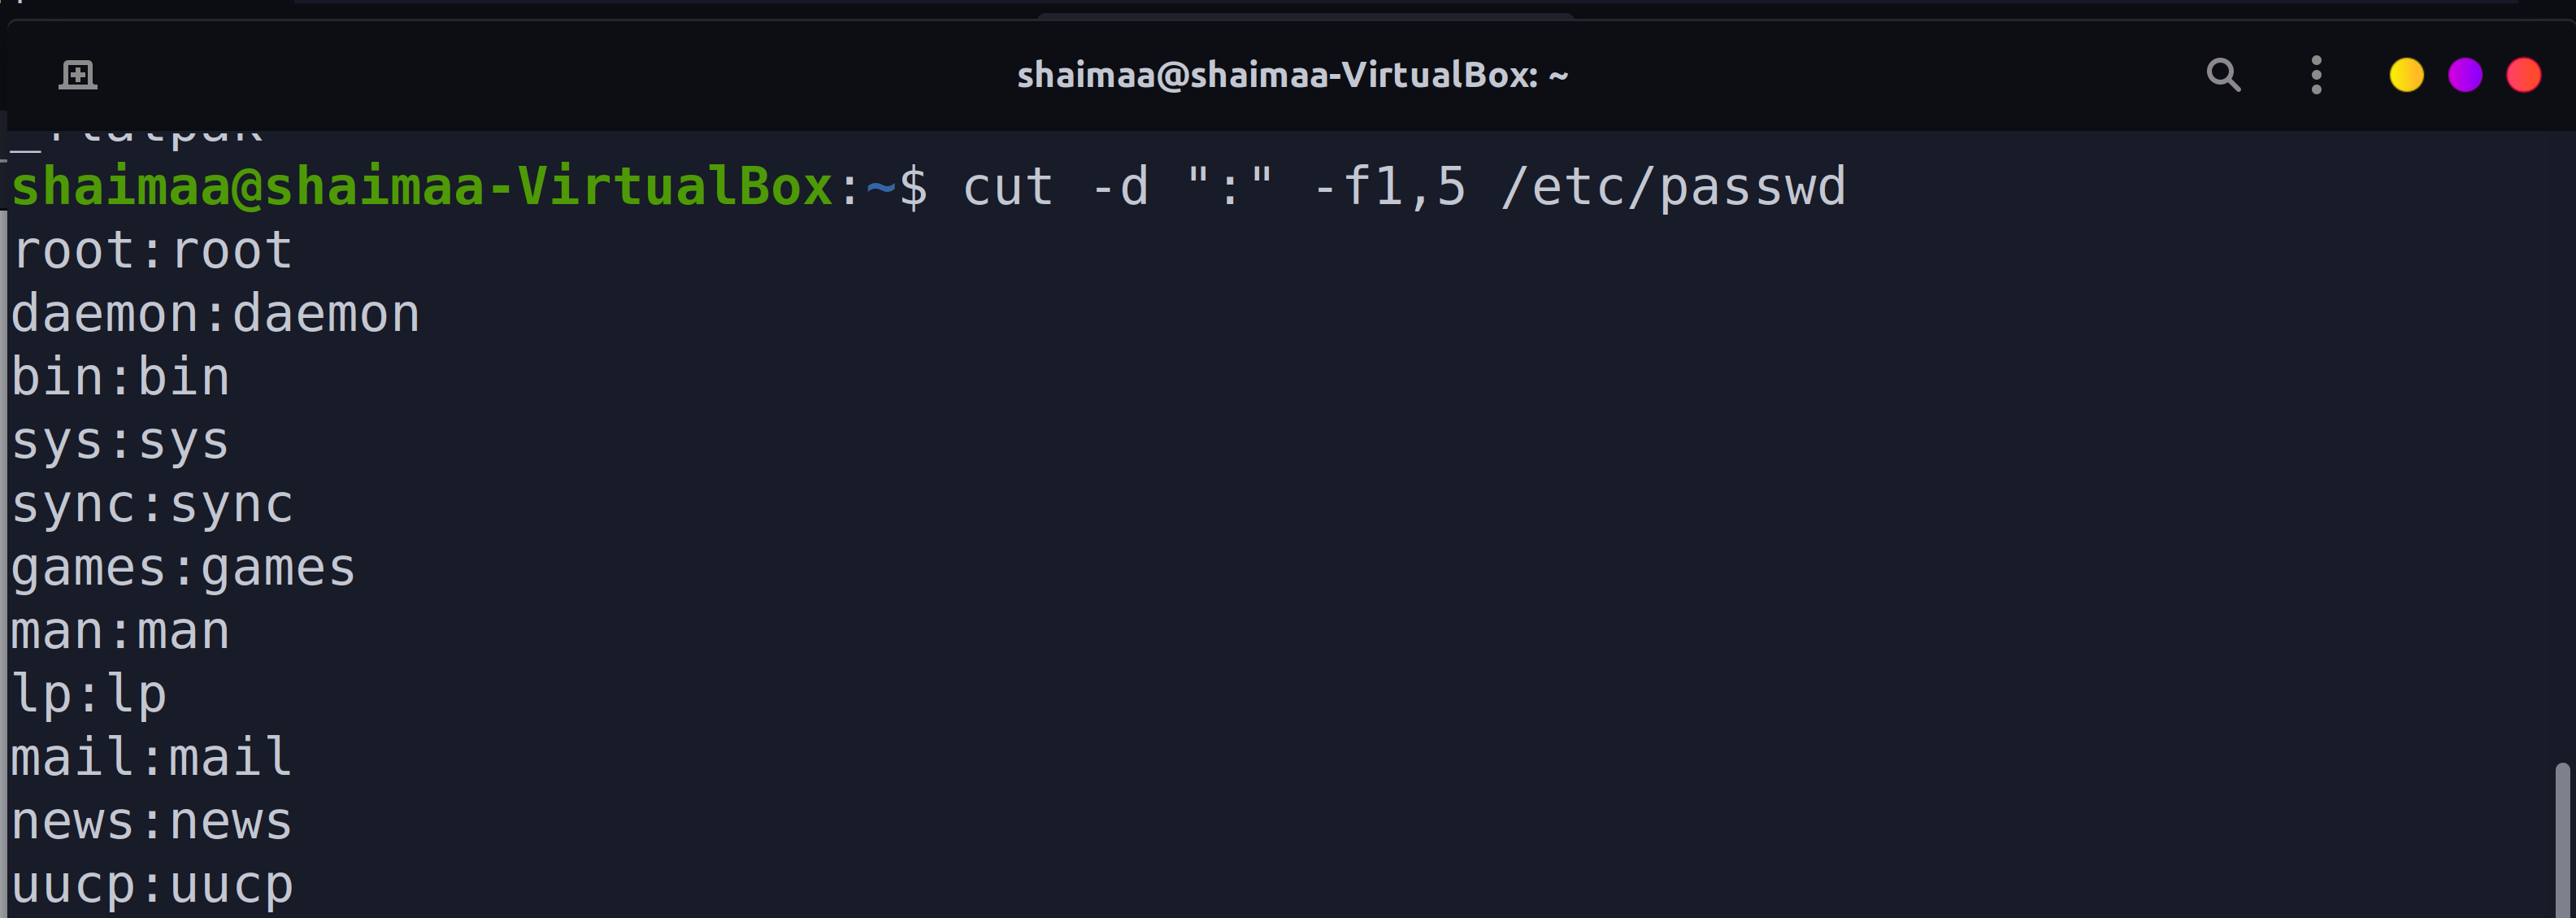 shaimaa@shaimaa-VirtualBox: ~
shaimaa@shaimaa-VirtualBox:~$ cut -d ":" -f1,5 /etc/passwd
root:root
daemon:daemon
bin:bin
sys:sys
sync:sync
games:games
man:man
lp:lp
mail:mail
news:news
uucp:uucp